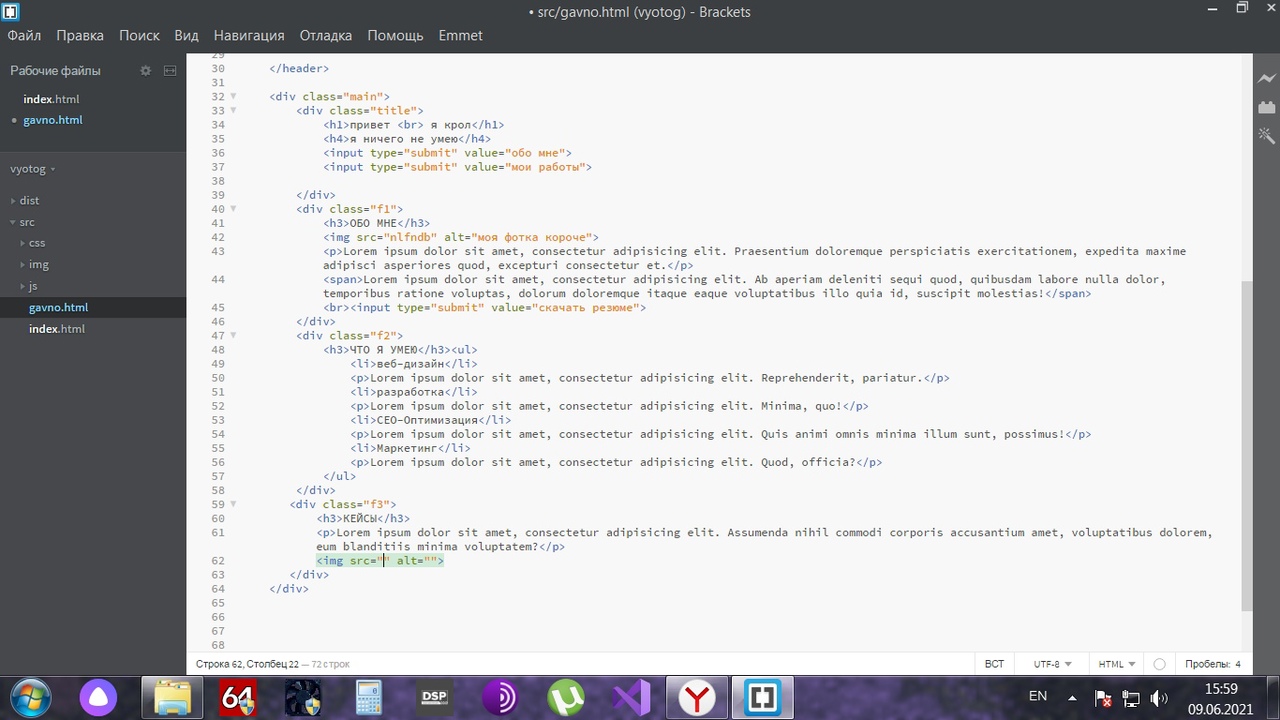 • src/gavno.html (vyotog) - Brackets
Файл Правка Поиск Вид Навигация Отладка Помощь Emmet
Рабочие файлы
index.html
• gavno.html
vyotog
dist
src
css
img
js
gavno.html
index.html
29
30 </header>
31
32 <div class="main">
33 <div class="title">
34 <h1>привет <br> я крол</h1>
35 <h4>я ничего не умею</h4>
36 <input type="submit" value="обо мне">
37 <input type="submit" value="мои работы">
38
39 </div>
40 <div class="f1">
41 <h3>ОБО МНЕ</h3>
42 <img src="nlfndb" alt="моя фотка короче">
43 <p>Lorem ipsum dolor sit amet, consectetur adipisicing elit. Praesentium doloremque perspiciatis exercitationem, expedita maxime
adipisci asperiores quod, excepturi consectetur et.</p>
44 <span>Lorem ipsum dolor sit amet, consectetur adipisicing elit. Ab aperiam deleniti sequi quod, quibusdam labore nulla dolor,
temporibus ratione voluptas, dolorum doloremque itaque eaque voluptatibus illo quia id, suscipit molestias!</span>
45 <br><input type="submit" value="скачать резюме">
46 </div>
47 <div class="f2">
48 <h3>ЧТО Я УМЕЮ</h3><ul>
49 <li>веб-дизайн</li>
50 <p>Lorem ipsum dolor sit amet, consectetur adipisicing elit. Reprehenderit, pariatur.</p>
51 <li>разработка</li>
52 <p>Lorem ipsum dolor sit amet, consectetur adipisicing elit. Minima, quo!</p>
53 <li>СЕО-Оптимизация</li>
54 <p>Lorem ipsum dolor sit amet, consectetur adipisicing elit. Quis animi omnis minima illum sunt, possimus!</p>
55 <li>Маркетинг</li>
56 <p>Lorem ipsum dolor sit amet, consectetur adipisicing elit. Quod, officia?</p>
57 </ul>
58 </div>
59 <div class="f3">
60 <h3>КЕЙСЫ</h3>
61 <p>Lorem ipsum dolor sit amet, consectetur adipisicing elit. Assumenda nihil commodi corporis accusantium amet, voluptatibus dolorem,
eum blanditiis minima voluptatem?</p>
62 <img src="" alt="">
63 </div>
64 </div>
65
66
67
68
Строка 62, Столбец 22 — 72 строк ВСТ UTF-8 HTML Пробелы: 4
64 DSP EN 15:59
09.06.2021